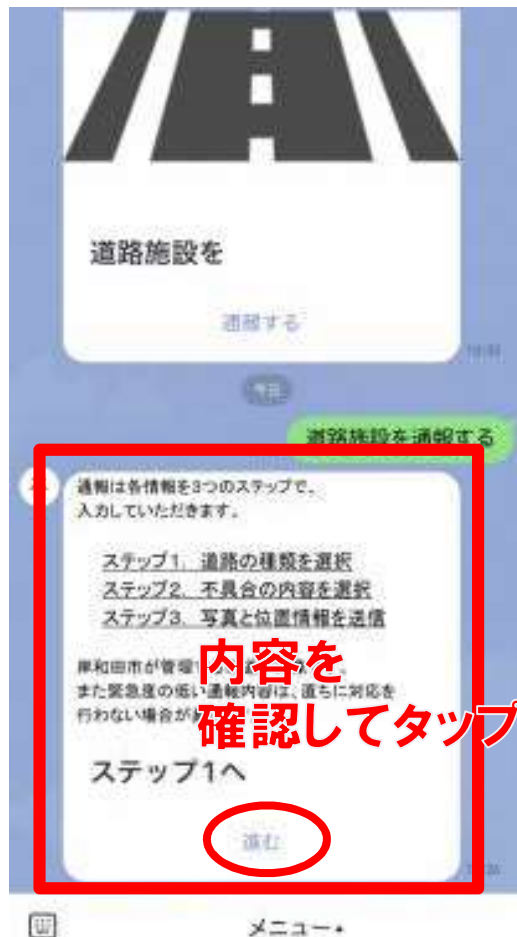 道路施設を
通報する
今日
道路施設を通報する
通報は各情報を3つのステップで、
入力していただきます。
ステップ1. 道路の種類を選択
ステップ2. 不具合の内容を選択
ステップ3. 写真と位置情報を送信
岸和田市が管理
内容を
また緊急度の低い通報内容は、直ちに対応を
行わない場合が
確認してタップ
ステップ1へ
進む
メニュー